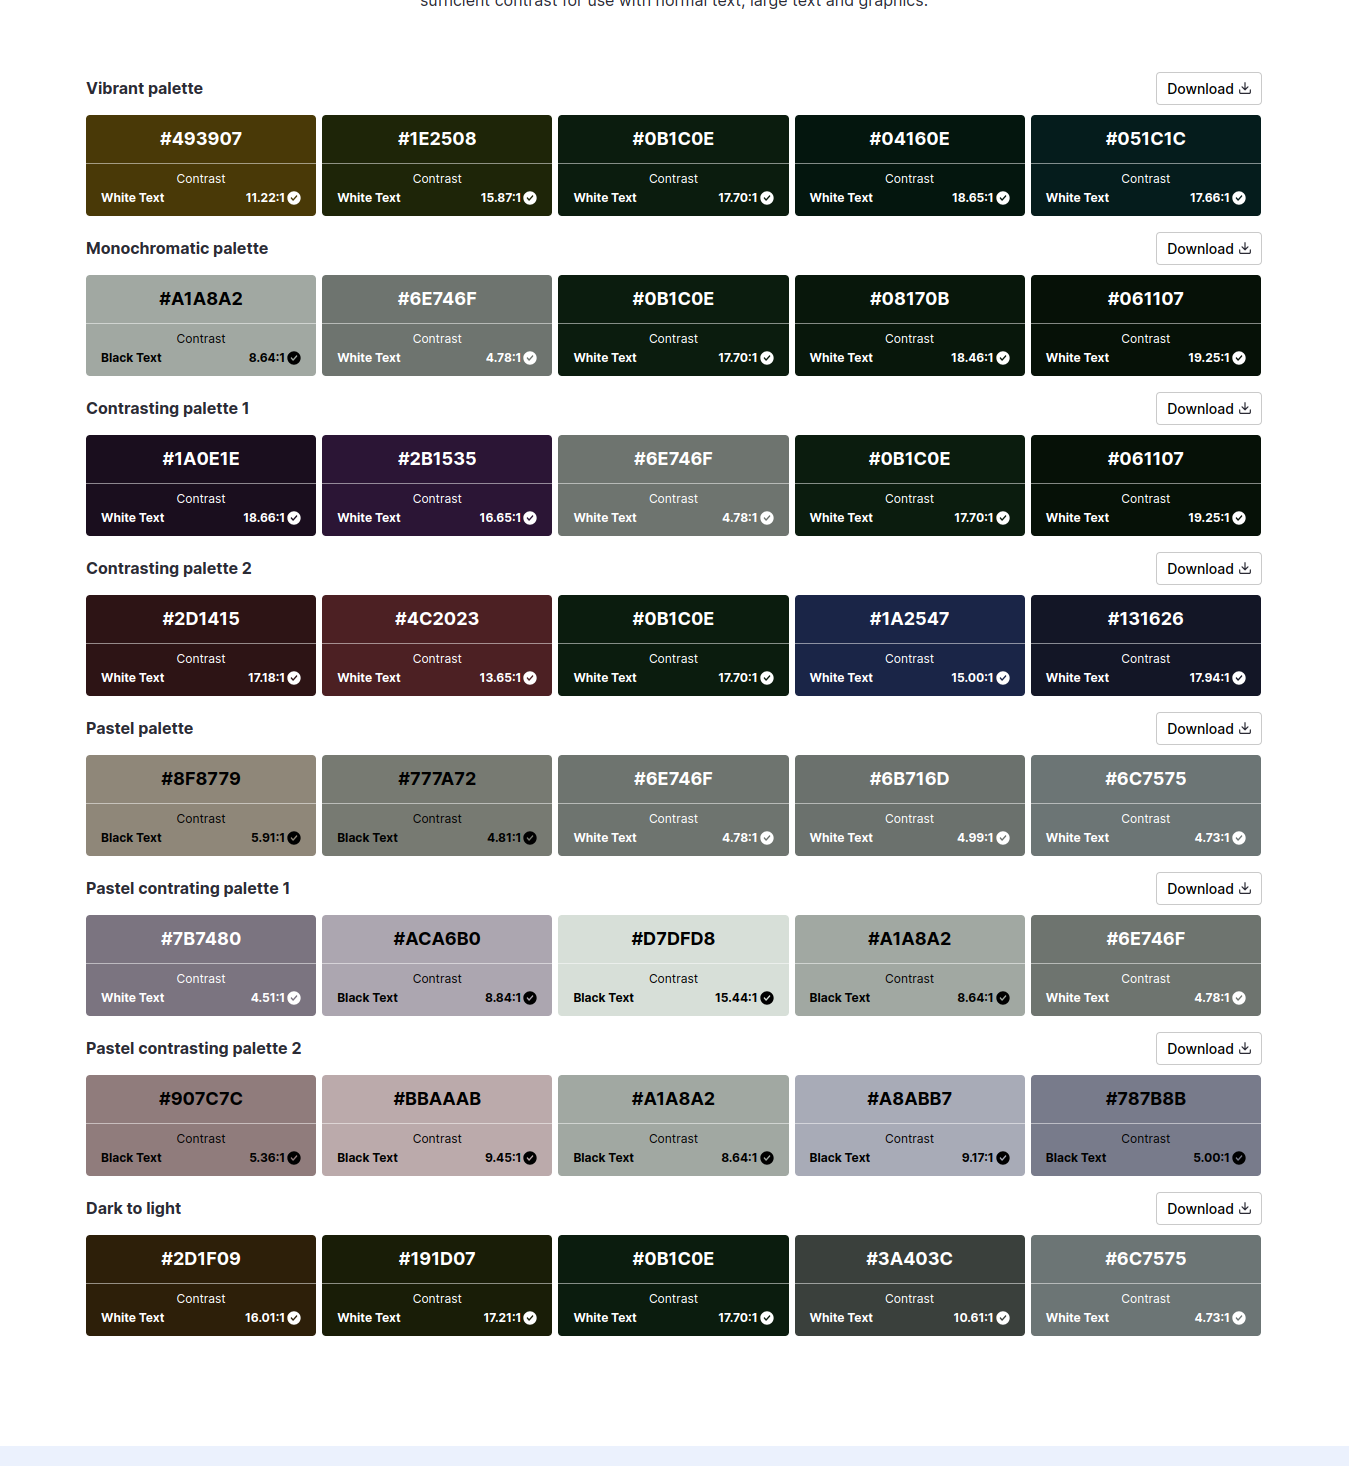 sufficient contrast for use with normal text, large text and graphics.
Vibrant palette
Download
#493907 #1E2508 #0B1C0E #04160E #051C1C
Contrast Contrast Contrast Contrast Contrast
White Text 11.22:1 White Text 15.87:1 White Text 17.70:1 White Text 18.65:1 White Text 17.66:1
Monochromatic palette
Download
#A1A8A2 #6E746F #0B1C0E #08170B #061107
Contrast Contrast Contrast Contrast Contrast
Black Text 8.64:1 White Text 4.78:1 White Text 17.70:1 White Text 18.46:1 White Text 19.25:1
Contrasting palette 1
Download
#1A0E1E #2B1535 #6E746F #0B1C0E #061107
Contrast Contrast Contrast Contrast Contrast
White Text 18.66:1 White Text 16.65:1 White Text 4.78:1 White Text 17.70:1 White Text 19.25:1
Contrasting palette 2
Download
#2D1415 #4C2023 #0B1C0E #1A2547 #131626
Contrast Contrast Contrast Contrast Contrast
White Text 17.18:1 White Text 13.65:1 White Text 17.70:1 White Text 15.00:1 White Text 17.94:1
Pastel palette
Download
#8F8779 #777A72 #6E746F #6B716D #6C7575
Contrast Contrast Contrast Contrast Contrast
Black Text 5.91:1 Black Text 4.81:1 White Text 4.78:1 White Text 4.99:1 White Text 4.73:1
Pastel contrating palette 1
Download
#7B7480 #ACA6B0 #D7DFD8 #A1A8A2 #6E746F
Contrast Contrast Contrast Contrast Contrast
White Text 4.51:1 Black Text 8.84:1 Black Text 15.44:1 Black Text 8.64:1 White Text 4.78:1
Pastel contrasting palette 2
Download
#907C7C #BBAAAB #A1A8A2 #A8ABB7 #787B8B
Contrast Contrast Contrast Contrast Contrast
Black Text 5.36:1 Black Text 9.45:1 Black Text 8.64:1 Black Text 9.17:1 Black Text 5.00:1
Dark to light
Download
#2D1F09 #191D07 #0B1C0E #3A403C #6C7575
Contrast Contrast Contrast Contrast Contrast
White Text 16.01:1 White Text 17.21:1 White Text 17.70:1 White Text 10.61:1 White Text 4.73:1